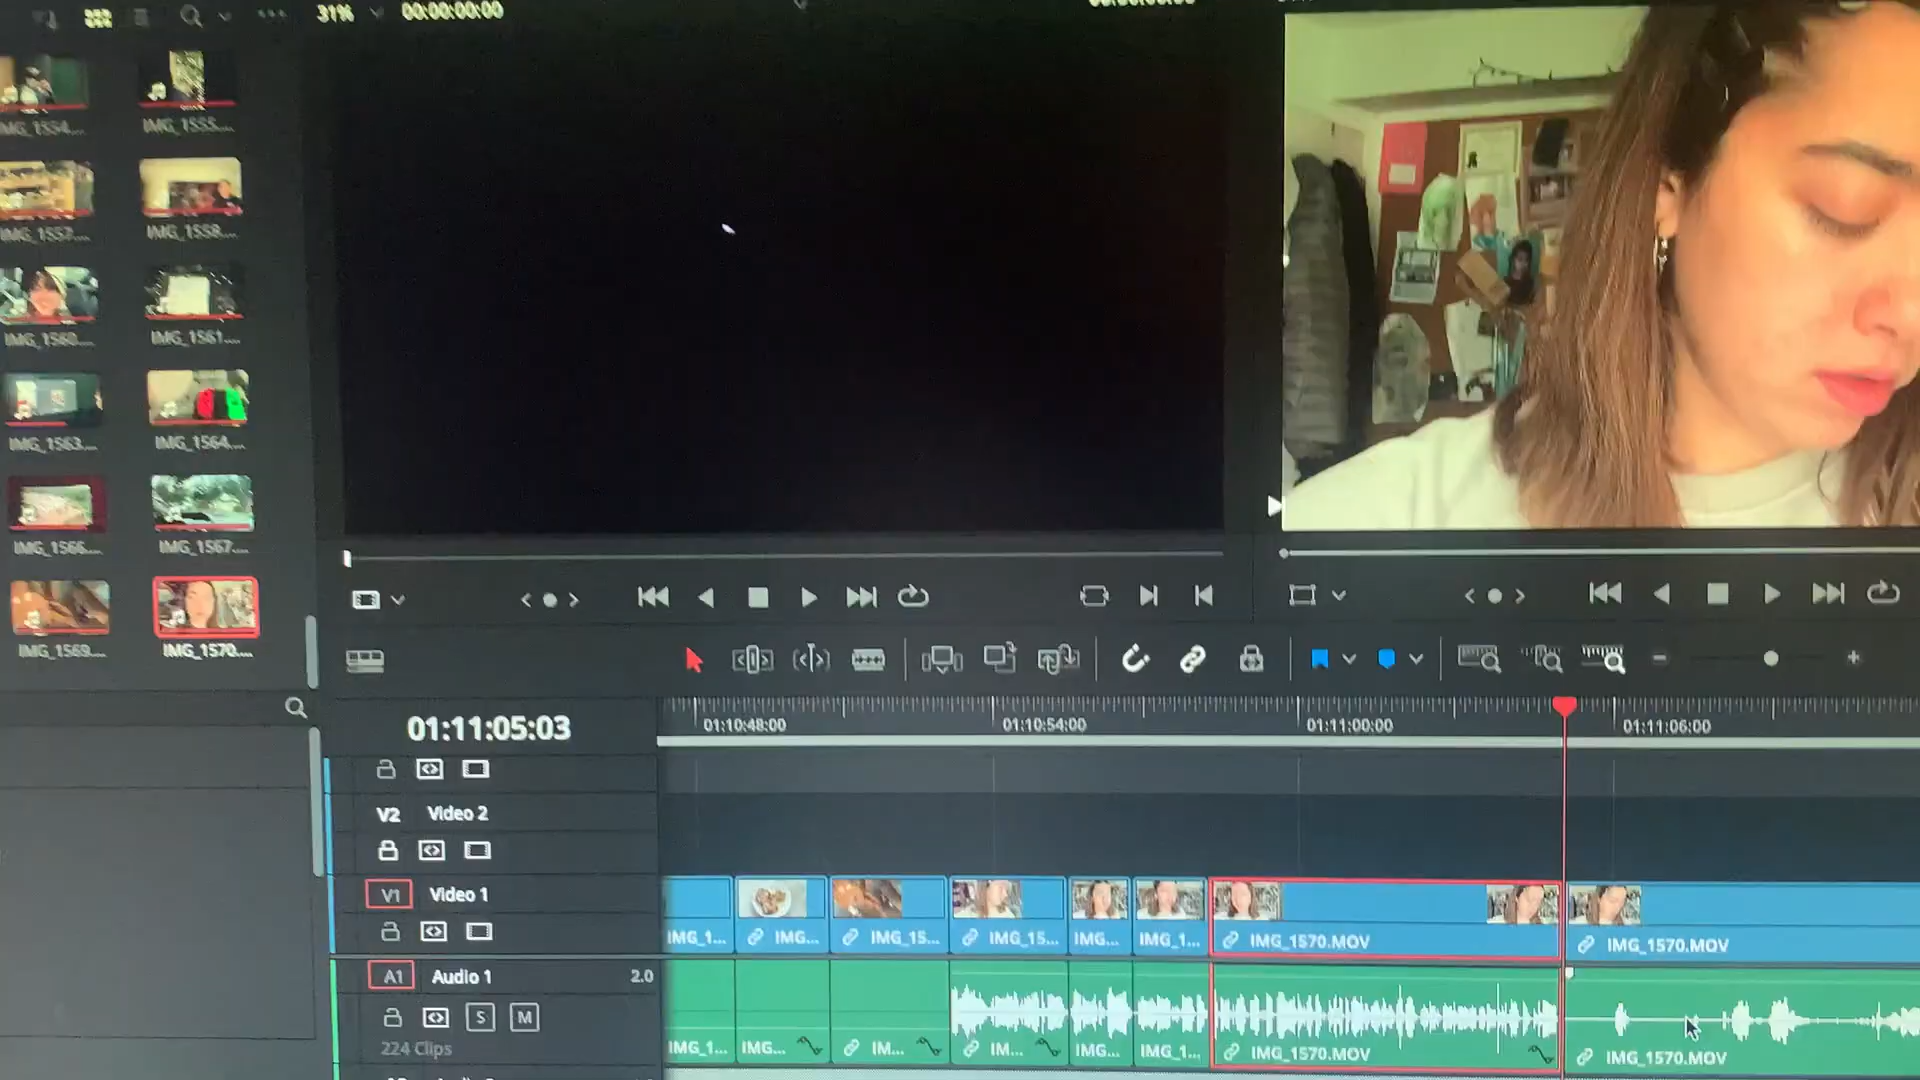 31% 00:00:00:00
IMG_1554... IMG_1555....
IMG_1557... IMG_1558....
IMG_1560... IMG_1561....
IMG_1563... IMG_1564....
IMG_1566... IMG_1567....
IMG_1569.... IMG_1570....
01:11:05:03
01:10:48:00 01:10:54:00 01:11:00:00 01:11:06:00
V2 Video 2
V1 Video 1
IMG_1... IMG... IMG_15... IMG_15... IMG... IMG_1... IMG_1570.MOV IMG_1570.MOV
A1 Audio 1 2.0
S M
224 Clips
IMG_1... IMG... IM... IM... IMG... IMG_1... IMG_1570.MOV IMG_1570.MOV